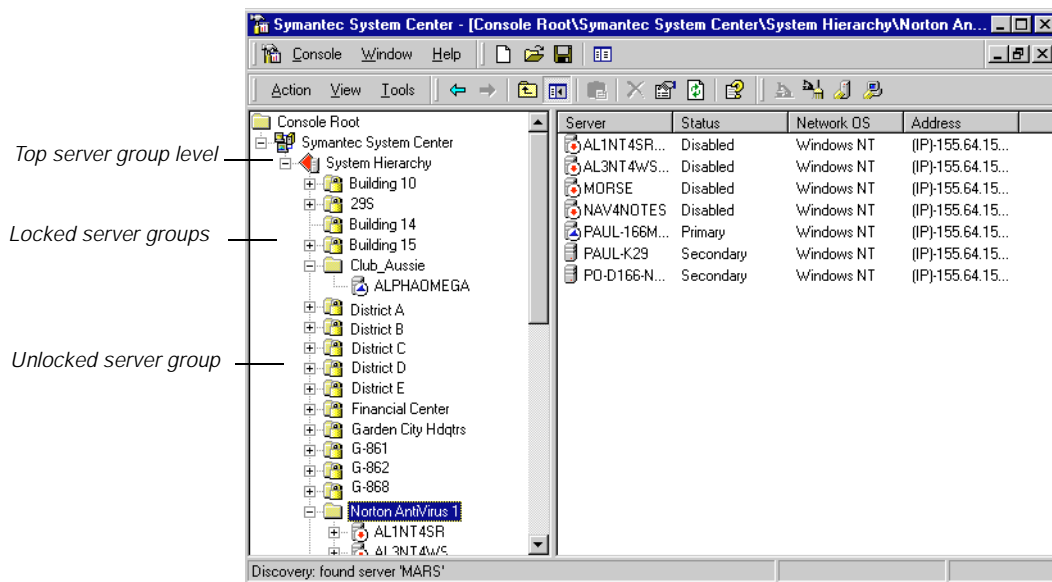 Symantec System Center - [Console Root\Symantec System Center\System Hierarchy\Norton An...
Console Window Help
Action View Tools
Top server group level
Locked server groups
Unlocked server group
Console Root
Symantec System Center
System Hierarchy
Building 10
29S
Building 14
Building 15
Club_Aussie
ALPHAOMEGA
District A
District B
District C
District D
District E
Financial Center
Garden City Hdqtrs
G-861
G-862
G-868
Norton AntiVirus 1
AL1NT4SR
AL3NT4WS
Server Status Network OS Address
AL1NT4SR... Disabled Windows NT (IP)-155.64.15...
AL3NT4WS... Disabled Windows NT (IP)-155.64.15...
MORSE Disabled Windows NT (IP)-155.64.15...
NAV4NOTES Disabled Windows NT (IP)-155.64.15...
PAUL-166M... Primary Windows NT (IP)-155.64.15...
PAUL-K29 Secondary Windows NT (IP)-155.64.15...
PO-D166-N... Secondary Windows NT (IP)-155.64.15...
Discovery: found server 'MARS'